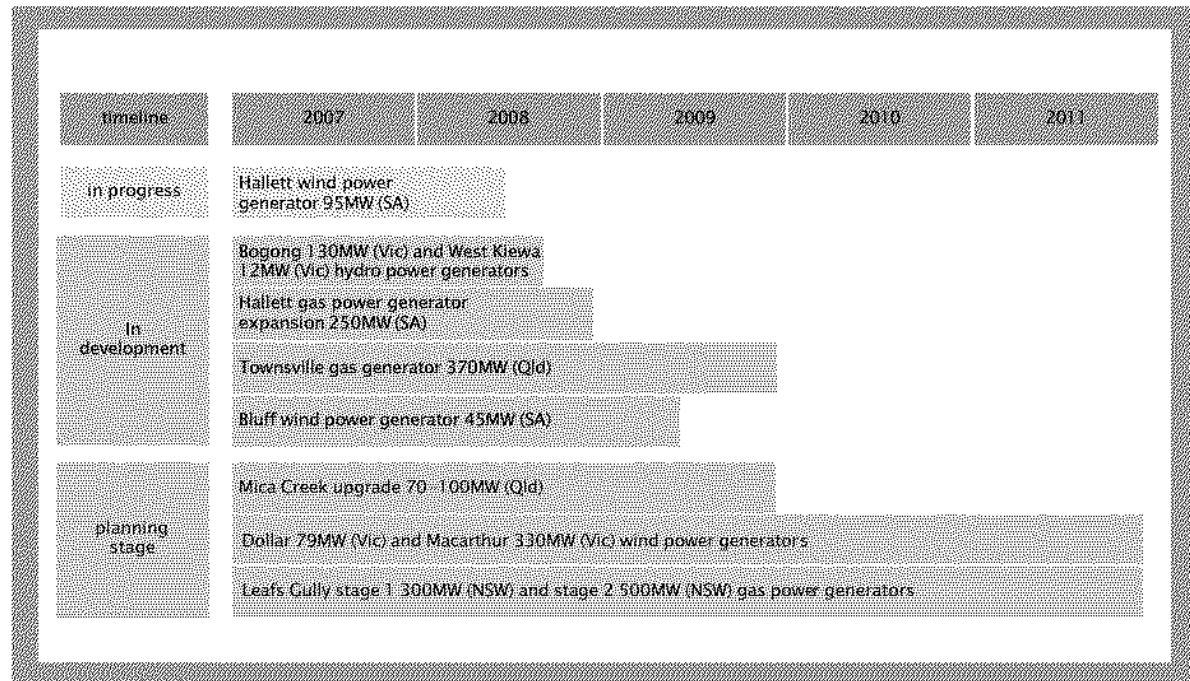 timeline 2007 2008 2009 2010 2011
in progress
Hallett wind power
generator 95MW (SA)
In
development
Bogong 130MW (Vic) and West Kiewa
12MW (Vic) hydro power generators
Hallett gas power generator
expansion 250MW (SA)
Townsville gas generator 370MW (Qld)
Bluff wind power generator 45MW (SA)
planning
stage
Mica Creek upgrade 70-100MW (Qld)
Dollar 79MW (Vic) and Macarthur 330MW (Vic) wind power generators
Leafs Gully stage 1 300MW (NSW) and stage 2 500MW (NSW) gas power generators